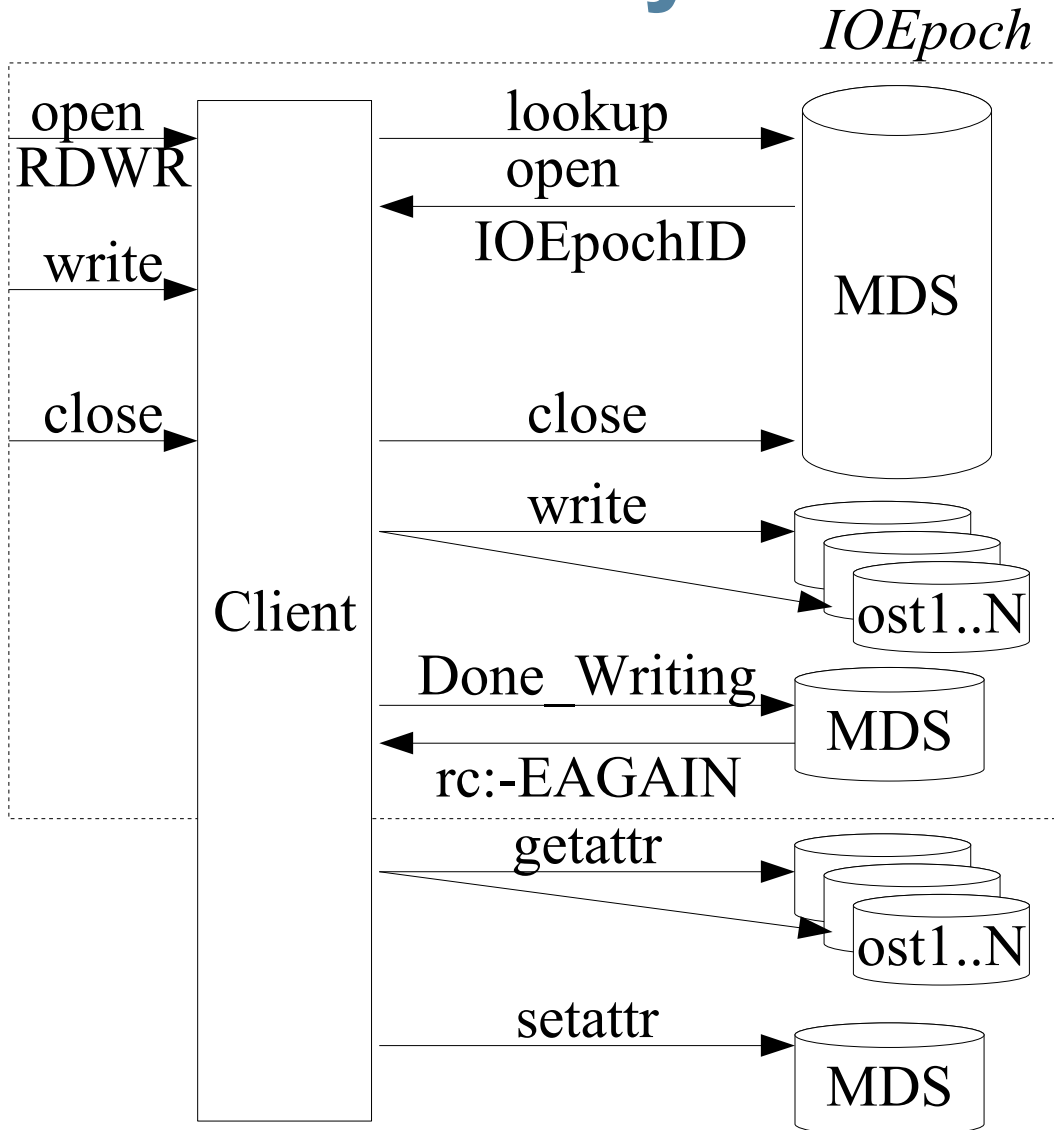 IOEpoch
open
RDWR
lookup
open
IOEpochID
write
MDS
close
close
write
Client
ost1..N
Done_Writing
MDS
rc:-EAGAIN
getattr
ost1..N
setattr
MDS